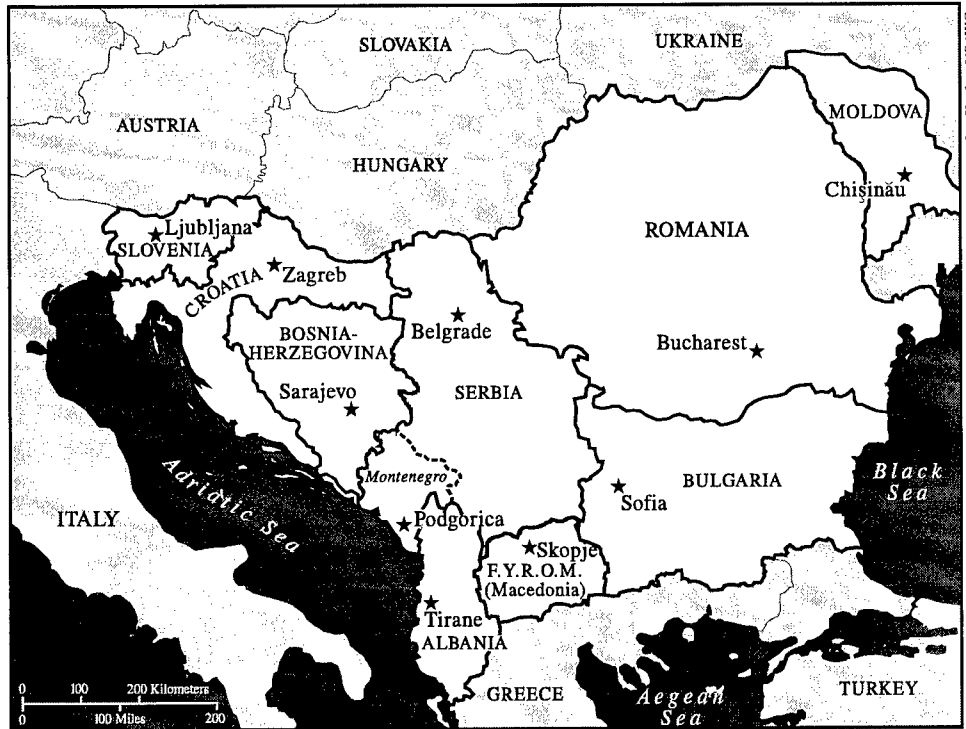 SLOVAKIA
UKRAINE
AUSTRIA
MOLDOVA
HUNGARY
Chişinău
Ljubljana
SLOVENIA
ROMANIA
CROATIA
Zagreb
BOSNIA-
HERZEGOVINA
Belgrade
Bucharest
Sarajevo
SERBIA
Montenegro
BULGARIA
Black
Sea
Adriatic Sea
Sofia
ITALY
Podgorica
Skopje
F.Y.R.O.M.
(Macedonia)
Tirane
ALBANIA
GREECE
Aegean
Sea
TURKEY
0 100 200 Kilometers
0 100 Miles 200